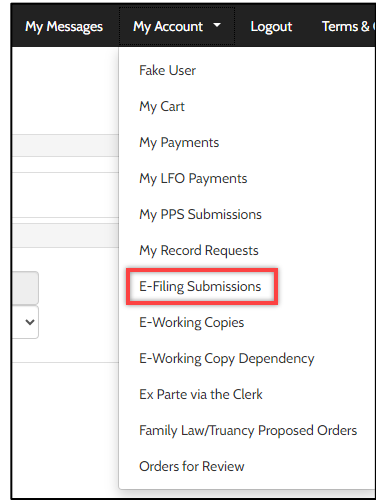 My Messages My Account Logout Terms &
Fake User
My Cart
My Payments
My LFO Payments
My PPS Submissions
My Record Requests
E-Filing Submissions
E-Working Copies
E-Working Copy Dependency
Ex Parte via the Clerk
Family Law/Truancy Proposed Orders
Orders for Review